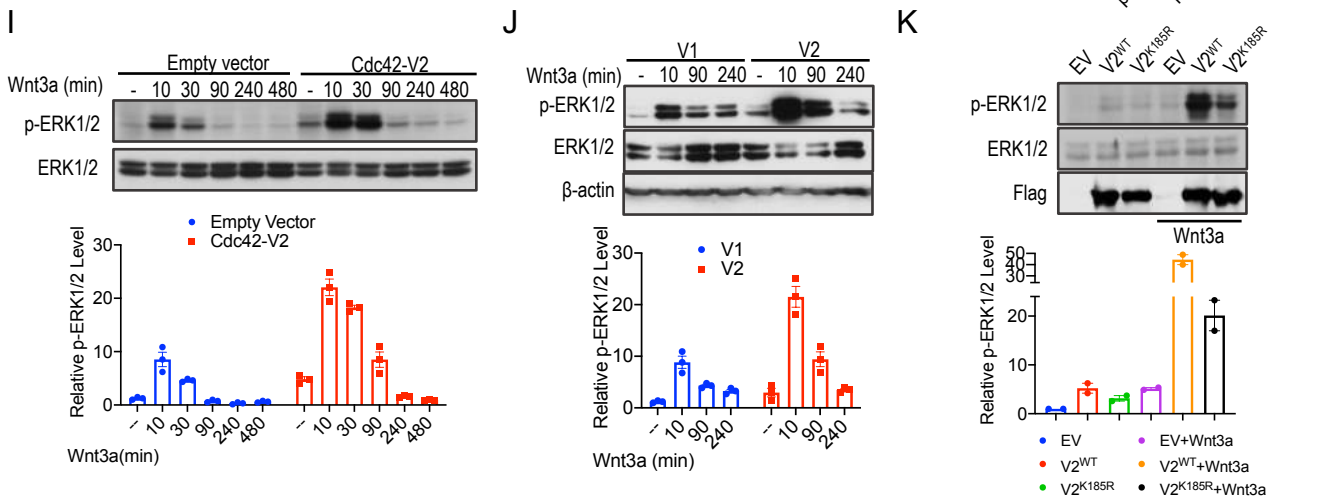 I
Empty vector Cdc42-V2
Wnt3a (min) - 10 30 90 240 480 - 10 30 90 240 480
p-ERK1/2
ERK1/2
Empty Vector
Cdc42-V2
Relative p-ERK1/2 Level
30
20
10
0
-- 10 30 90 240 480 -- 10 30 90 240 480
Wnt3a(min)
J
V1 V2
Wnt3a (min) - 10 90 240 - 10 90 240
p-ERK1/2
ERK1/2
β-actin
V1
V2
Relative p-ERK1/2 Level
30
20
10
0
-- 10 90 240 -- 10 90 240
Wnt3a (min)
K
EV V2WT V2K185R EV V2WT V2K185R
p-ERK1/2
ERK1/2
Flag
Wnt3a
Relative p-ERK1/2 Level
50
40
30
20
10
0
EV EV+Wnt3a
V2WT V2WT+Wnt3a
V2K185R V2K185R+Wnt3a